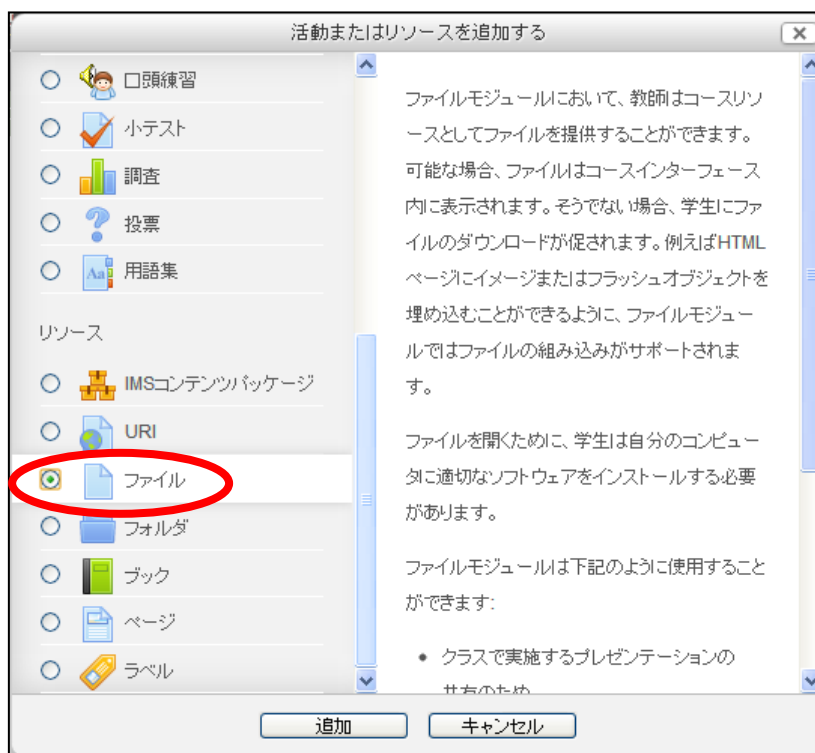 活動またはリソースを追加する
口頭練習
小テスト
調査
投票
用語集
リソース
IMSコンテンツパッケージ
URI
ファイル
フォルダ
ブック
ページ
ラベル
ファイルモジュールにおいて、教師はコースリソ
ースとしてファイルを提供することができます。
可能な場合、ファイルはコースインターフェース
内に表示されます。そうでない場合、学生にファ
イルのダウンロードが促されます。例えばHTML
ページにイメージまたはフラッシュオブジェクトを
埋め込むことができるように、ファイルモジュー
ルではファイルの組み込みがサポートされま
す。
ファイルを開くために、学生は自分のコンピュー
タに適切なソフトウェアをインストールする必要
があります。
ファイルモジュールは下記のように使用すること
ができます:
• クラスで実施するプレゼンテーションの
共有のため
追加
キャンセル